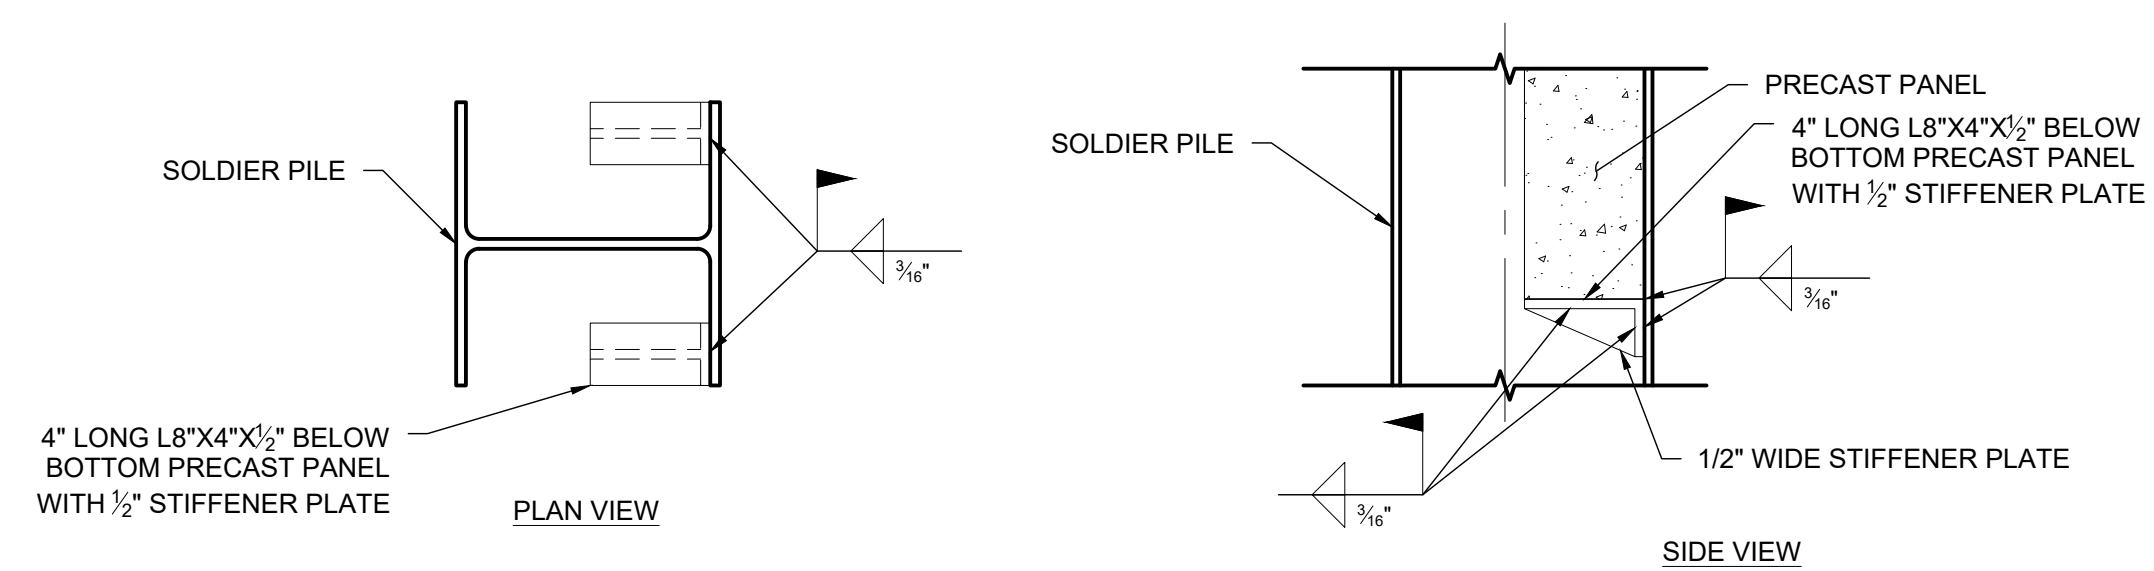 SOLDIER PILE
3/16"
4" LONG L8"X4"X1/2" BELOW
BOTTOM PRECAST PANEL
WITH 1/2" STIFFENER PLATE
PLAN VIEW
PRECAST PANEL
4" LONG L8"X4"X1/2" BELOW
BOTTOM PRECAST PANEL
WITH 1/2" STIFFENER PLATE
SOLDIER PILE
3/16"
1/2" WIDE STIFFENER PLATE
3/16"
SIDE VIEW